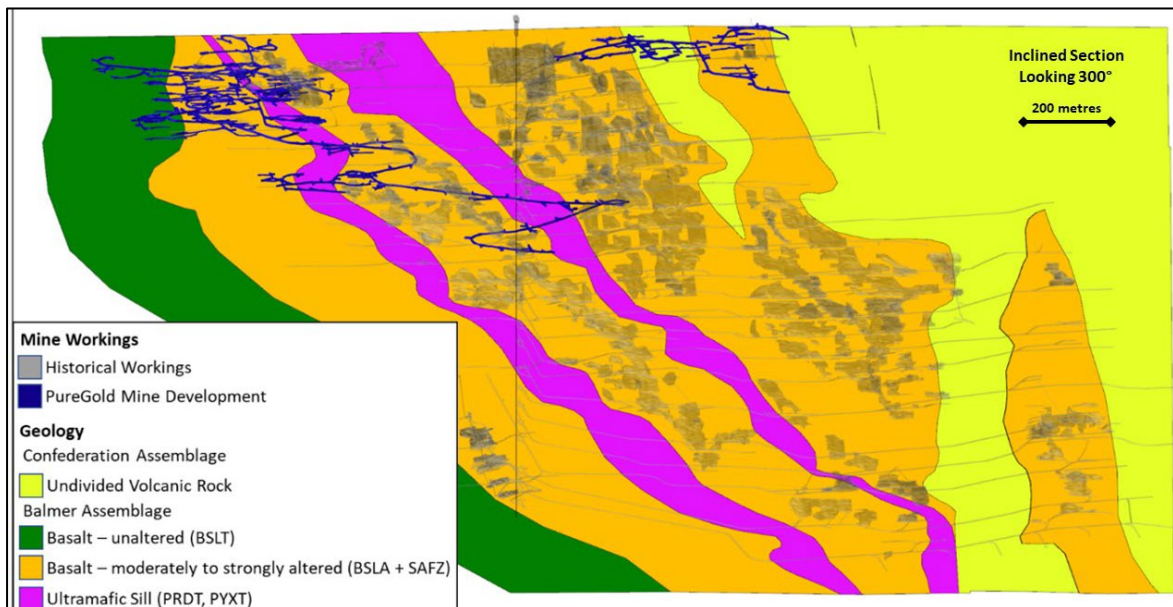 Inclined Section
Looking 300°
200 metres
Mine Workings
Historical Workings
PureGold Mine Development
Geology
Confederation Assemblage
Undivided Volcanic Rock
Balmer Assemblage
Basalt – unaltered (BSLT)
Basalt – moderately to strongly altered (BSLA + SAFZ)
Ultramafic Sill (PRDT, PYXT)